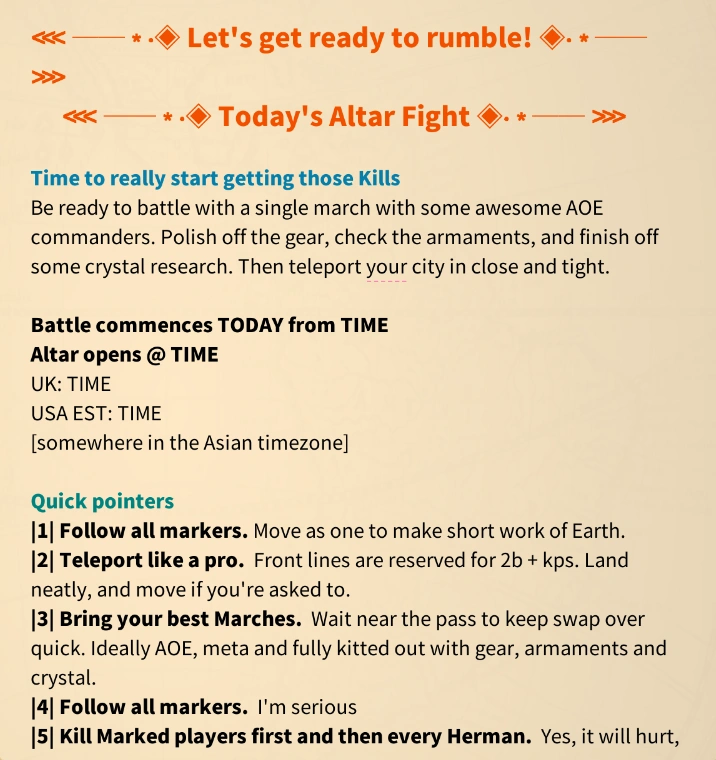 ⋘ ──── * ·◈ Let's get ready to rumble! ◈· * ────
⋙
⋘ ──── * ·◈ Today's Altar Fight ◈· * ──── ⋙
Time to really start getting those Kills
Be ready to battle with a single march with some awesome AOE
commanders. Polish off the gear, check the armaments, and finish off
some crystal research. Then teleport your city in close and tight.
Battle commences TODAY from TIME
Altar opens @ TIME
UK: TIME
USA EST: TIME
[somewhere in the Asian timezone]
Quick pointers
|1| Follow all markers. Move as one to make short work of Earth.
|2| Teleport like a pro.  Front lines are reserved for 2b + kps. Land
neatly, and move if you're asked to.
|3| Bring your best Marches.  Wait near the pass to keep swap over
quick. Ideally AOE, meta and fully kitted out with gear, armaments and
crystal.
|4| Follow all markers.  I'm serious
|5| Kill Marked players first and then every Herman.  Yes, it will hurt,